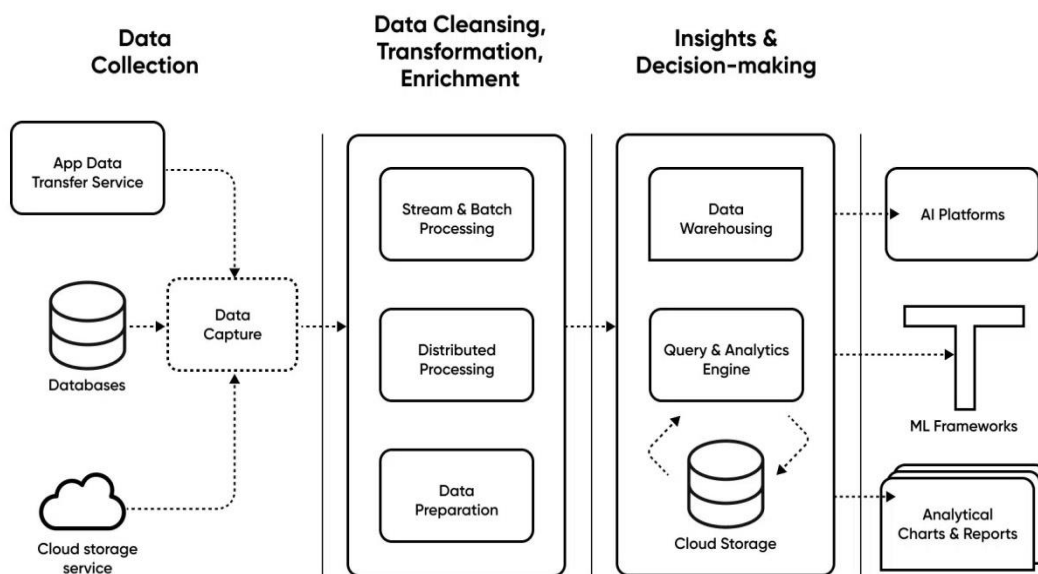 Data
Collection
Data Cleansing,
Transformation,
Enrichment
Insights &
Decision-making
App Data
Transfer Service
Databases
Cloud storage
service
Data
Capture
Stream & Batch
Processing
Distributed
Processing
Data
Preparation
Data
Warehousing
Query & Analytics
Engine
Cloud Storage
AI Platforms
ML Frameworks
Analytical
Charts & Reports